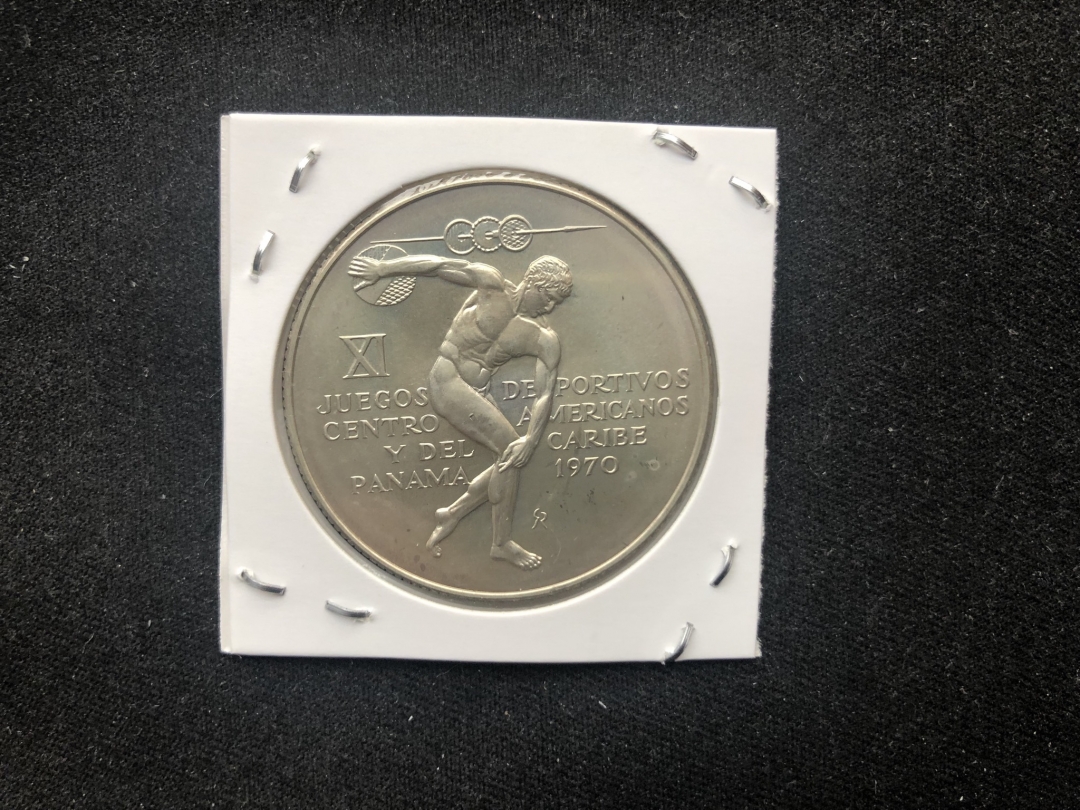 XI
JUEGOS DEPORTIVOS
CENTRO AMERICANOS
Y DEL CARIBE
PANAMA 1970